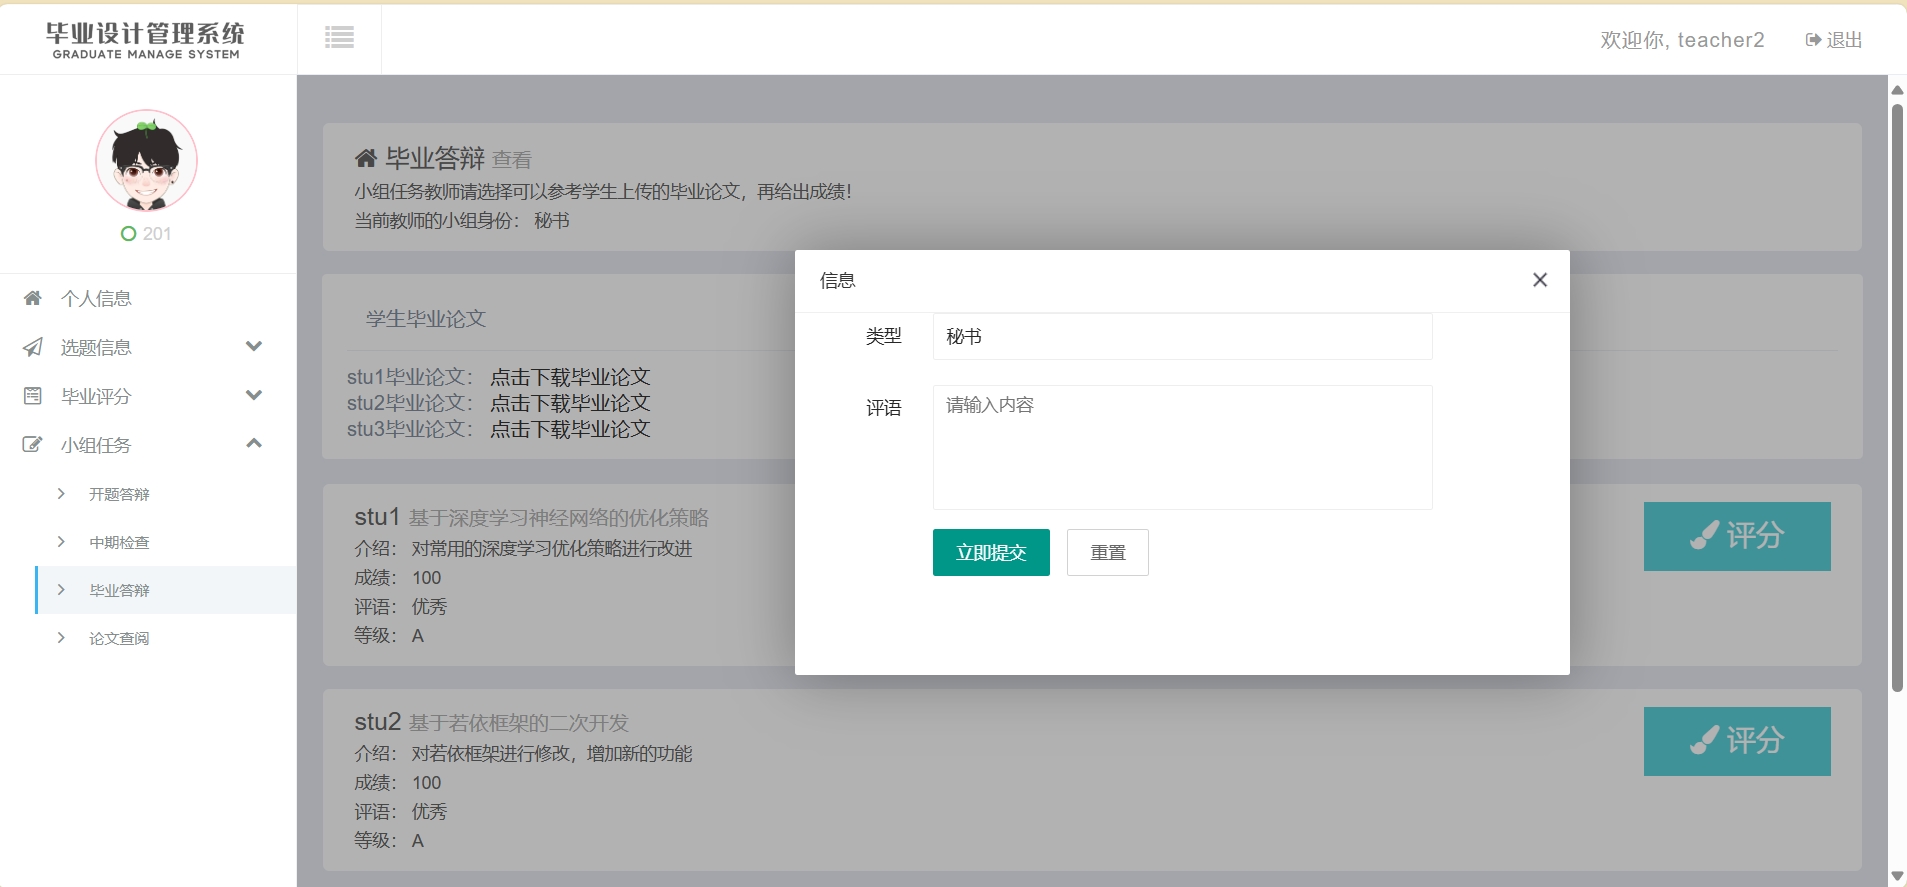 毕业设计管理系统
GRADUATE MANAGE SYSTEM
欢迎你, teacher2
退出
201
个人信息
选题信息
毕业评分
小组任务
开题答辩
中期检查
毕业答辩
论文查阅
毕业答辩 查看
小组任务教师请选择可以参考学生上传的毕业论文，再给出成绩！
当前教师的小组身份： 秘书
学生毕业论文
stu1毕业论文： 点击下载毕业论文
stu2毕业论文： 点击下载毕业论文
stu3毕业论文： 点击下载毕业论文
stu1 基于深度学习神经网络的优化策略
介绍： 对常用的深度学习优化策略进行改进
成绩： 100
评语： 优秀
等级： A
评分
stu2 基于若依框架的二次开发
介绍： 对若依框架进行修改，增加新的功能
成绩： 100
评语： 优秀
等级： A
评分
信息
类型 秘书
评语 请输入内容
立即提交 重置